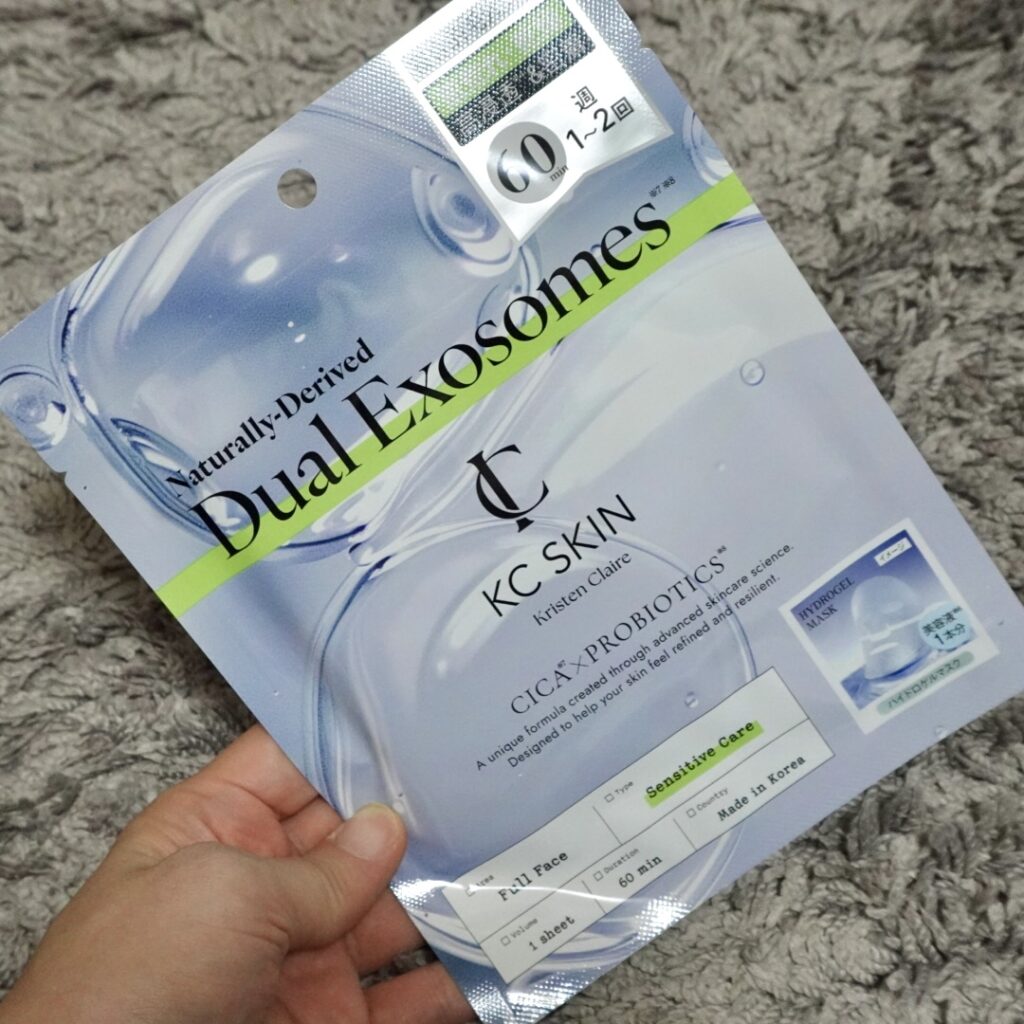 60
min
週
1~2回
※7 ※8
Naturally-Derived
Dual Exosomes
KC SKIN
Kristen Claire
CICA※7×PROBIOTICS※8
A unique formula created through advanced skincare science.
Designed to help your skin feel refined and resilient.
イメージ
HYDROGEL
MASK
美容液
1本分
ハイドロゲルマスク
Full Face
Type
Sensitive Care
Volume
1 sheet
Duration
60 min
Country
Made in Korea